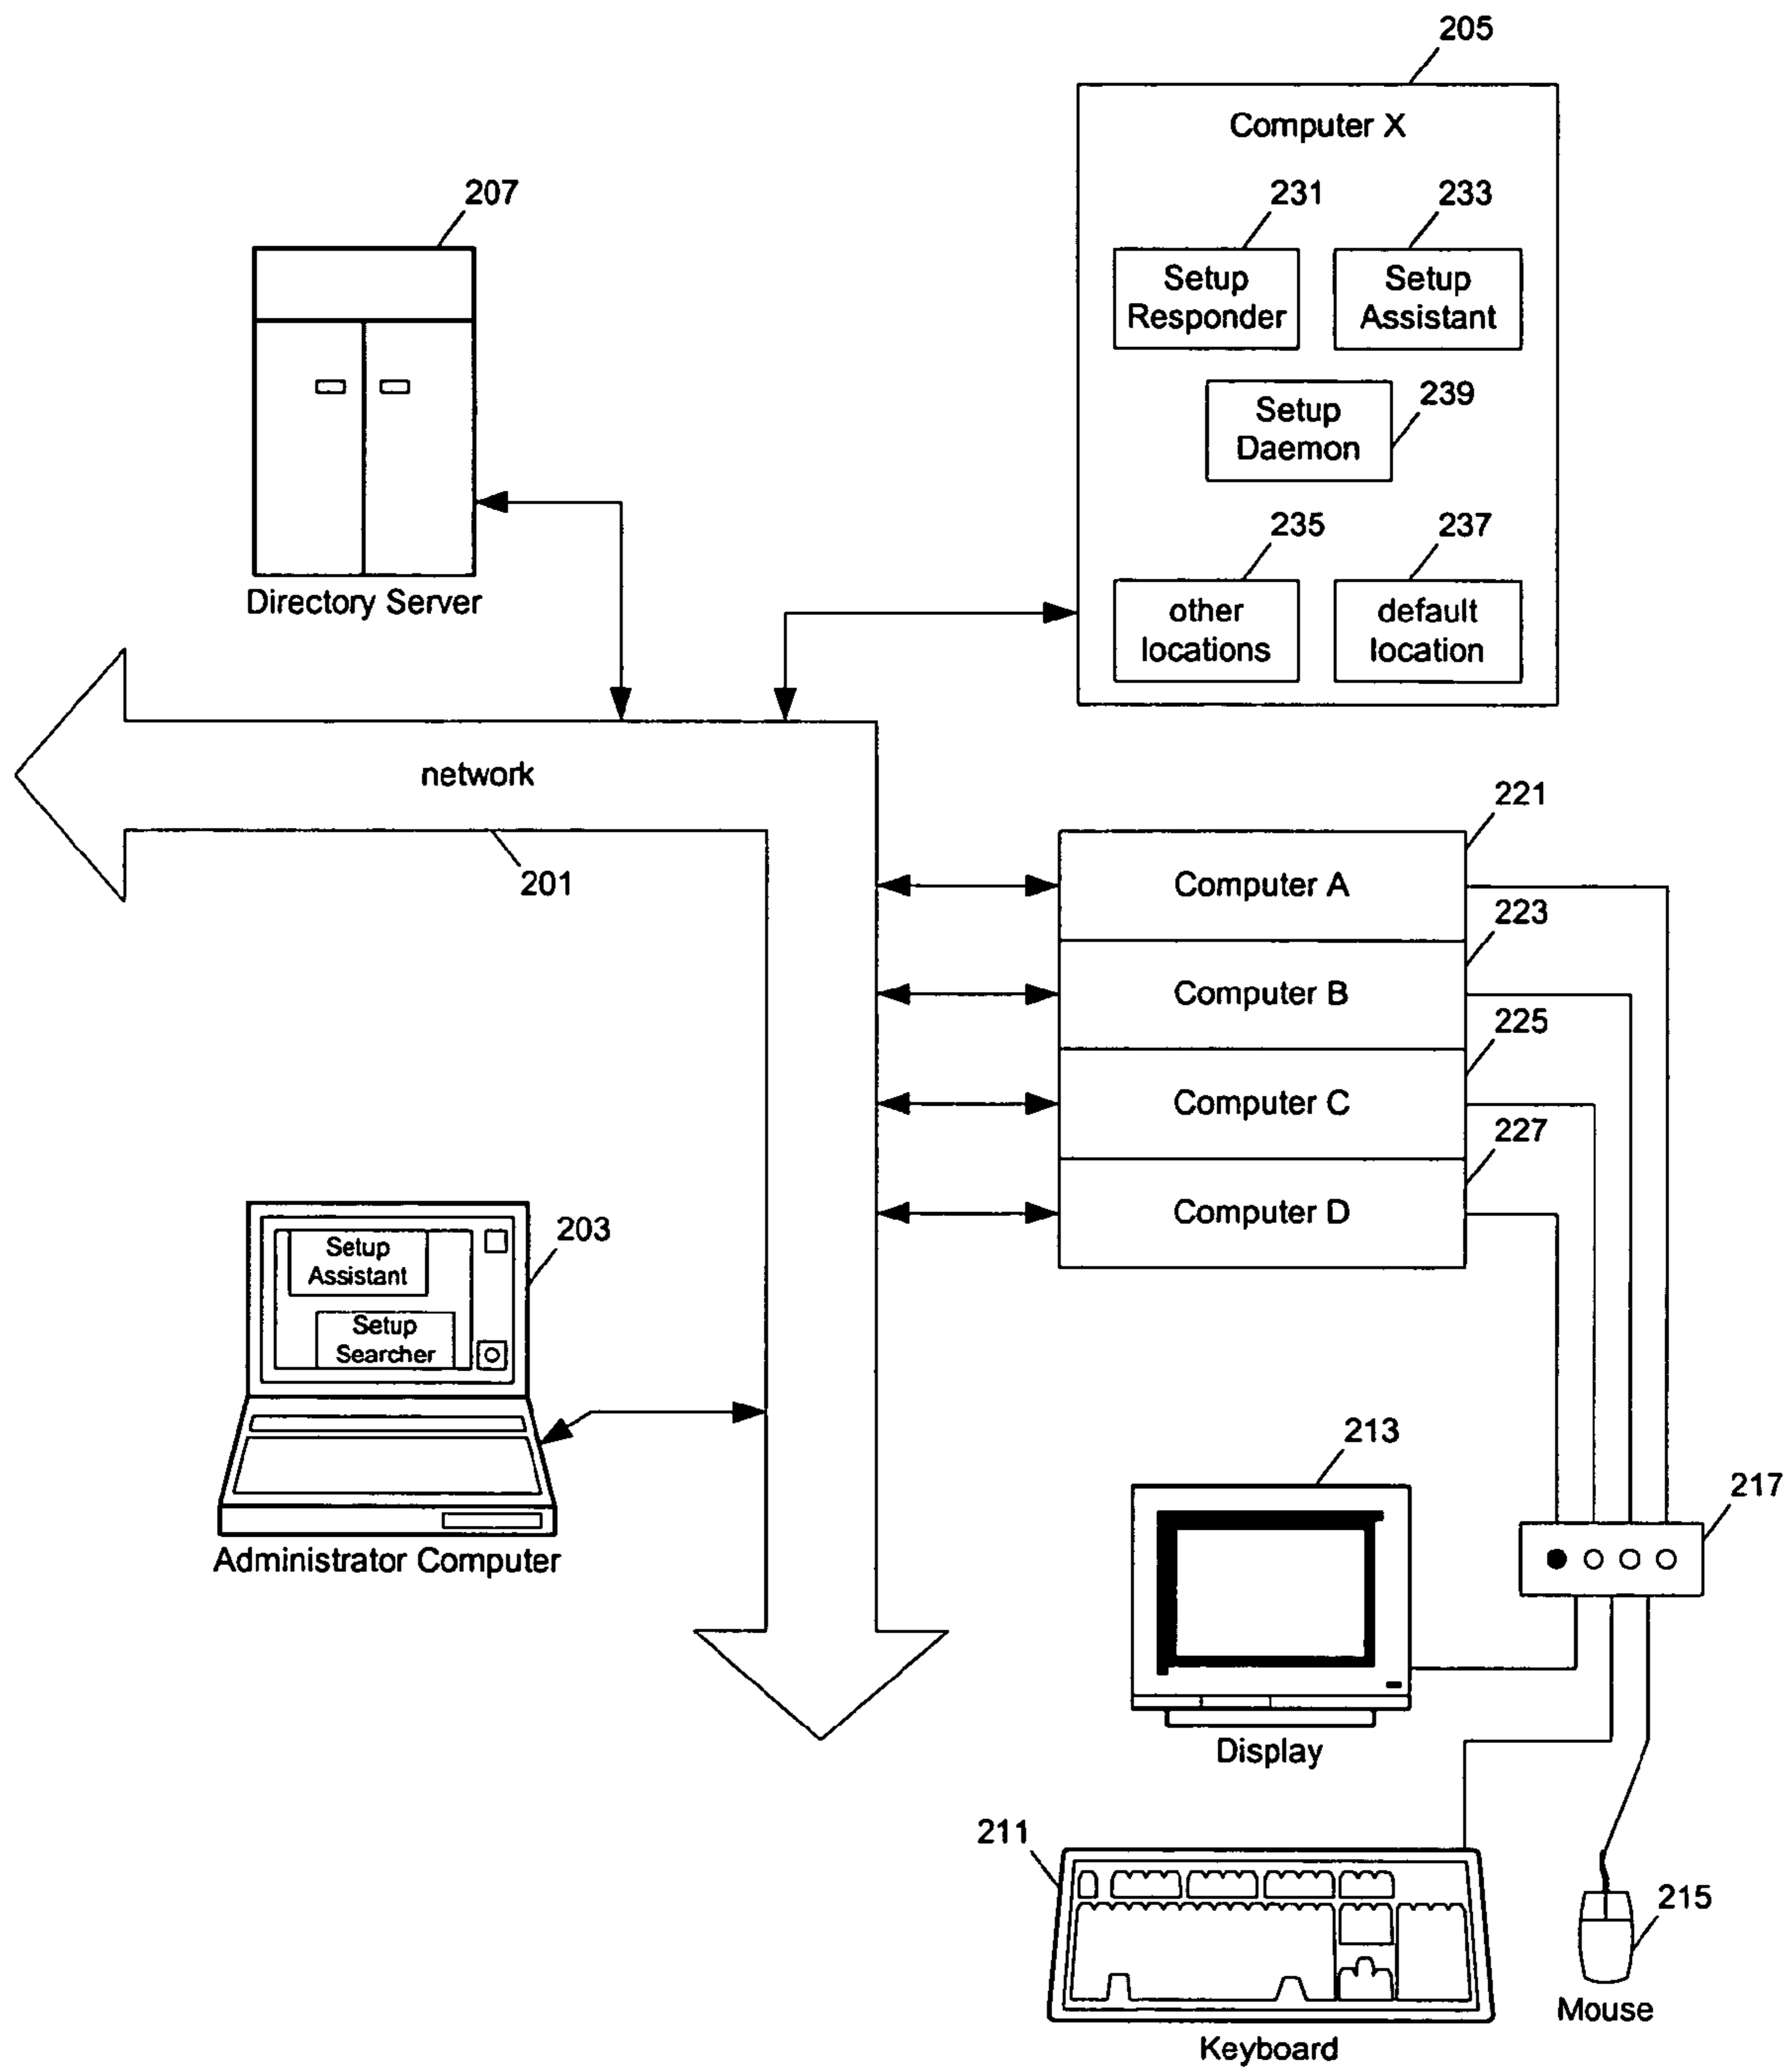 205
Computer X
207
231
233
Setup
Responder
Setup
Assistant
239
Setup
Daemon
235
237
other
locations
default
location
Directory Server
network
201
221
Computer A
223
Computer B
225
Computer C
227
Computer D
203
Setup
Assistant
Setup
Searcher
Administrator Computer
213
217
Display
211
215
Mouse
Keyboard